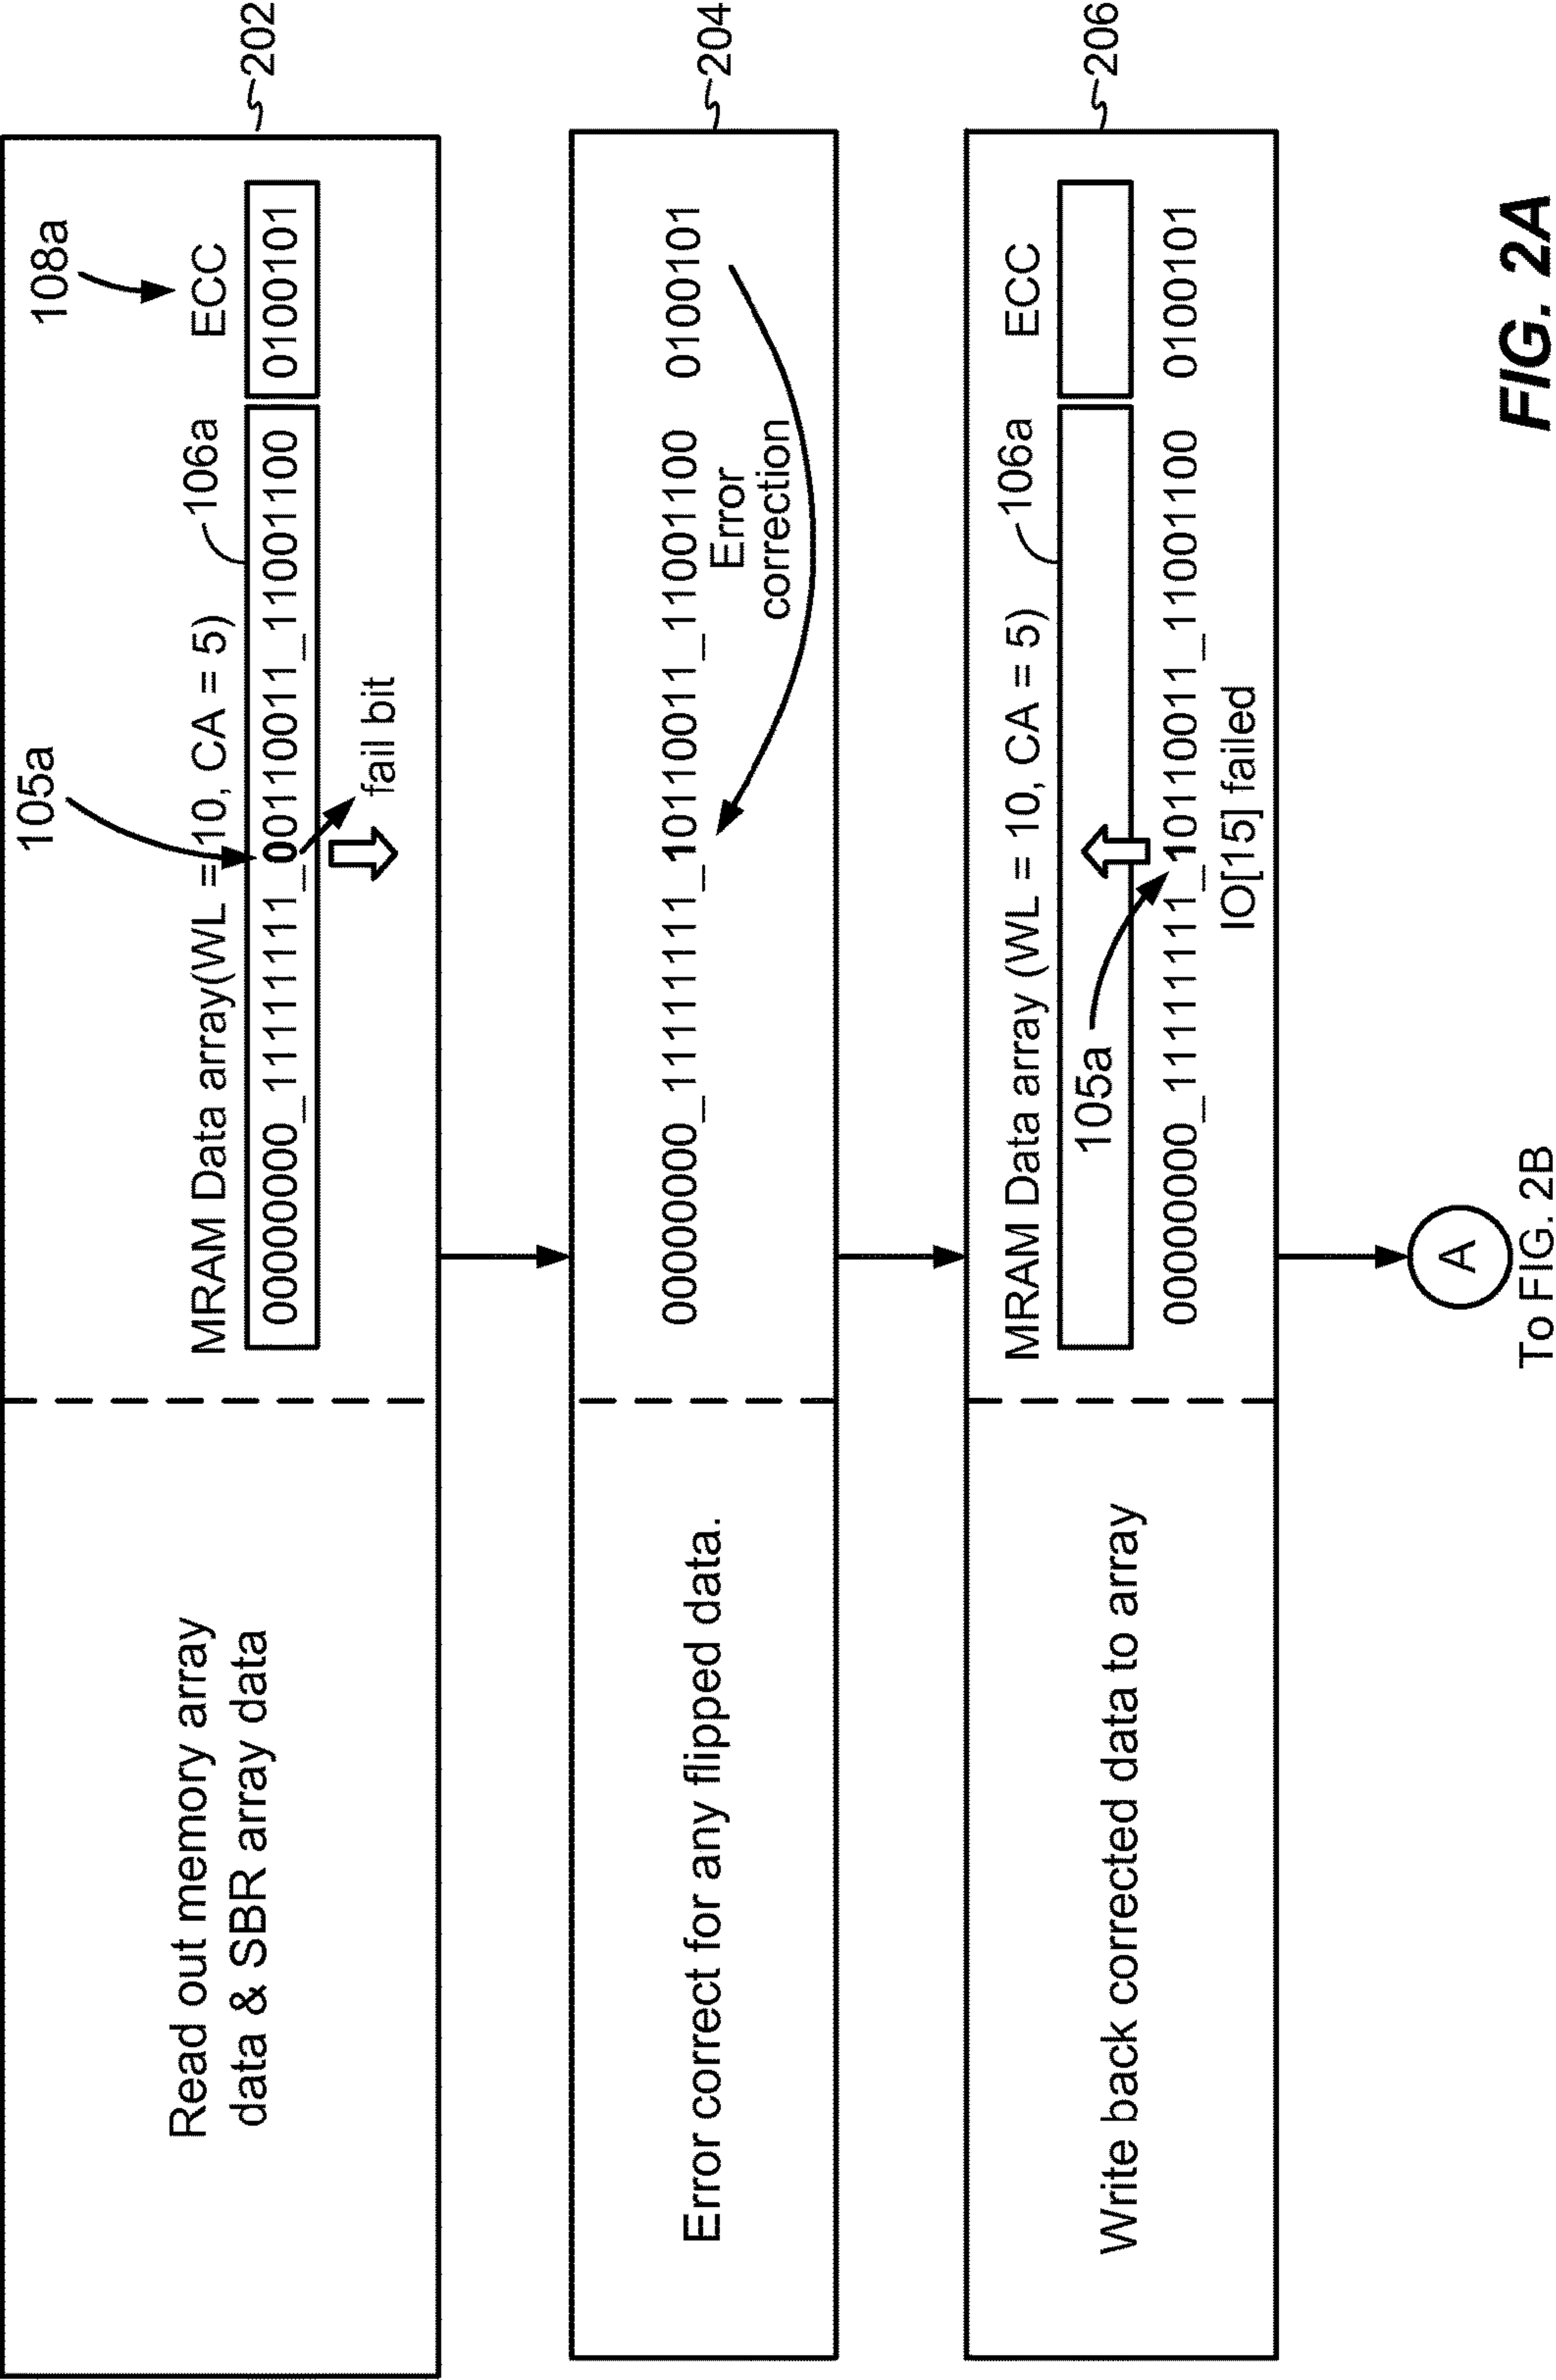 Read out memory array
data & SBR array data
105a
108a
MRAM Data array(WL = 10, CA = 5)
106a
ECC
00000000_11111111_00110011_11001100
0100101
fail bit
202
Error correct for any flipped data.
00000000_11111111_10110011_11001100
0100101
Error
correction
204
Write back corrected data to array
MRAM Data array (WL = 10, CA = 5)
106a
ECC
105a
00000000_11111111_10110011_11001100
0100101
IO[15] failed
206
A
To FIG. 2B
FIG. 2A